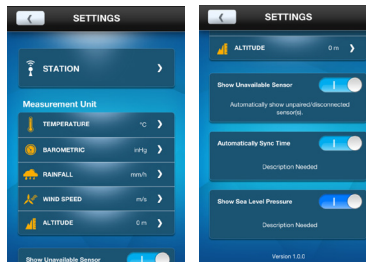 SETTINGS
STATION
Measurement Unit
TEMPERATURE °C
BAROMETRIC inHg
RAINFALL mm/h
WIND SPEED m/s
ALTITUDE 0 m
Show Unavailable Sensor
SETTINGS
ALTITUDE 0 m
Show Unavailable Sensor
Automatically show unpaired/disconnected
sensor(s).
Automatically Sync Time
Description Needed
Show Sea Level Pressure
Description Needed
Version 1.0.0